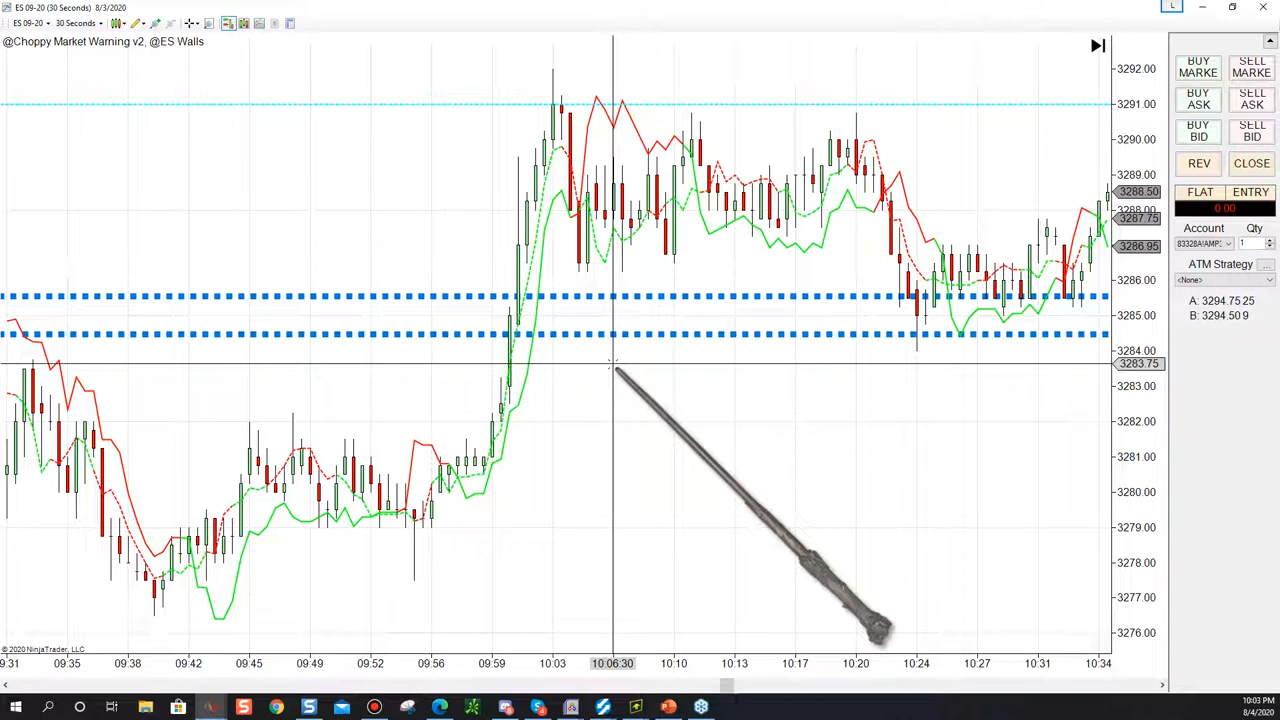 ES 09-20 (30 Seconds) 8/3/2020
L
ES 09-20
30 Seconds
@Choppy Market Warning v2, @ES Walls
3292.00
3291.00
3290.00
3289.00
3288.50
3288.00
3287.75
3286.95
3286.00
3285.00
3284.00
3283.75
3283.00
3282.00
3281.00
3280.00
3279.00
3278.00
3277.00
3276.00
BUY MARKE
SELL MARKE
BUY ASK
SELL ASK
BUY BID
SELL BID
REV
CLOSE
FLAT
ENTRY
0.00
Account
Qty
83328A!AMP
1
ATM Strategy
...
<None>
A: 3294.75 25
B: 3294.50 9
© 2020 NinjaTrader, LLC
9:31 09:35 09:38 09:42 09:45 09:49 09:52 09:56 09:59 10:03 10:06:30 10:10 10:13 10:17 10:20 10:24 10:27 10:31 10:34
10:03 PM
8/4/2020